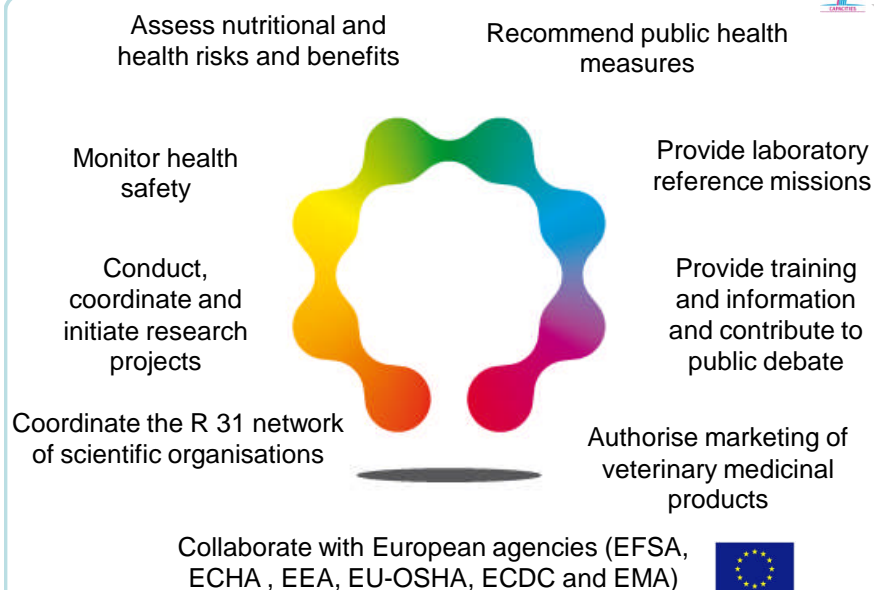 CAPACITIES
Assess nutritional and
health risks and benefits
Recommend public health
measures
Monitor health
safety
Provide laboratory
reference missions
Conduct,
coordinate and
initiate research
projects
Provide training
and information
and contribute to
public debate
Coordinate the R 31 network
of scientific organisations
Authorise marketing of
veterinary medicinal
products
Collaborate with European agencies (EFSA,
ECHA , EEA, EU-OSHA, ECDC and EMA)